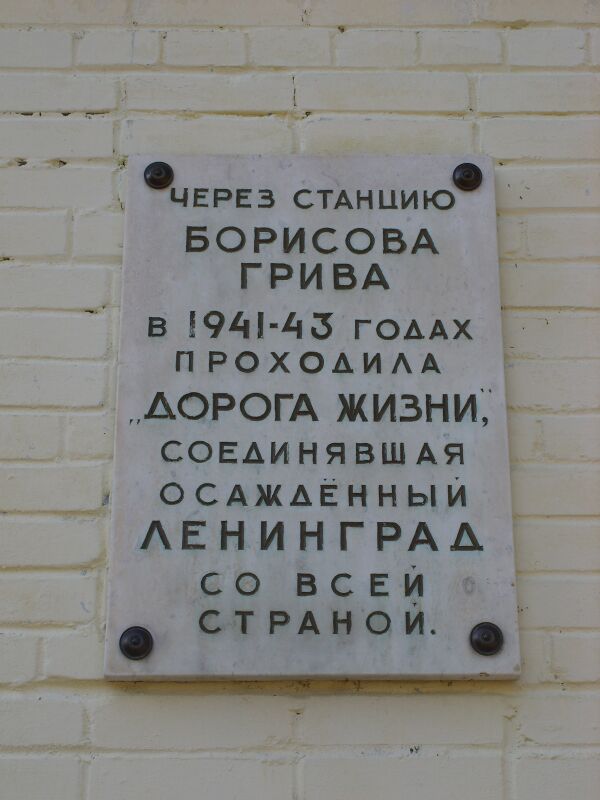 ЧЕРЕЗ СТАНЦИЮ
БОРИСОВА
ГРИВА
В 1941-43 ГОДАХ
ПРОХОДИЛА
„ДОРОГА ЖИЗНИ,"
СОЕДИНЯВШАЯ
ОСАЖДЁННЫЙ
ЛЕНИНГРАД
СО ВСЕЙ
СТРАНОЙ.